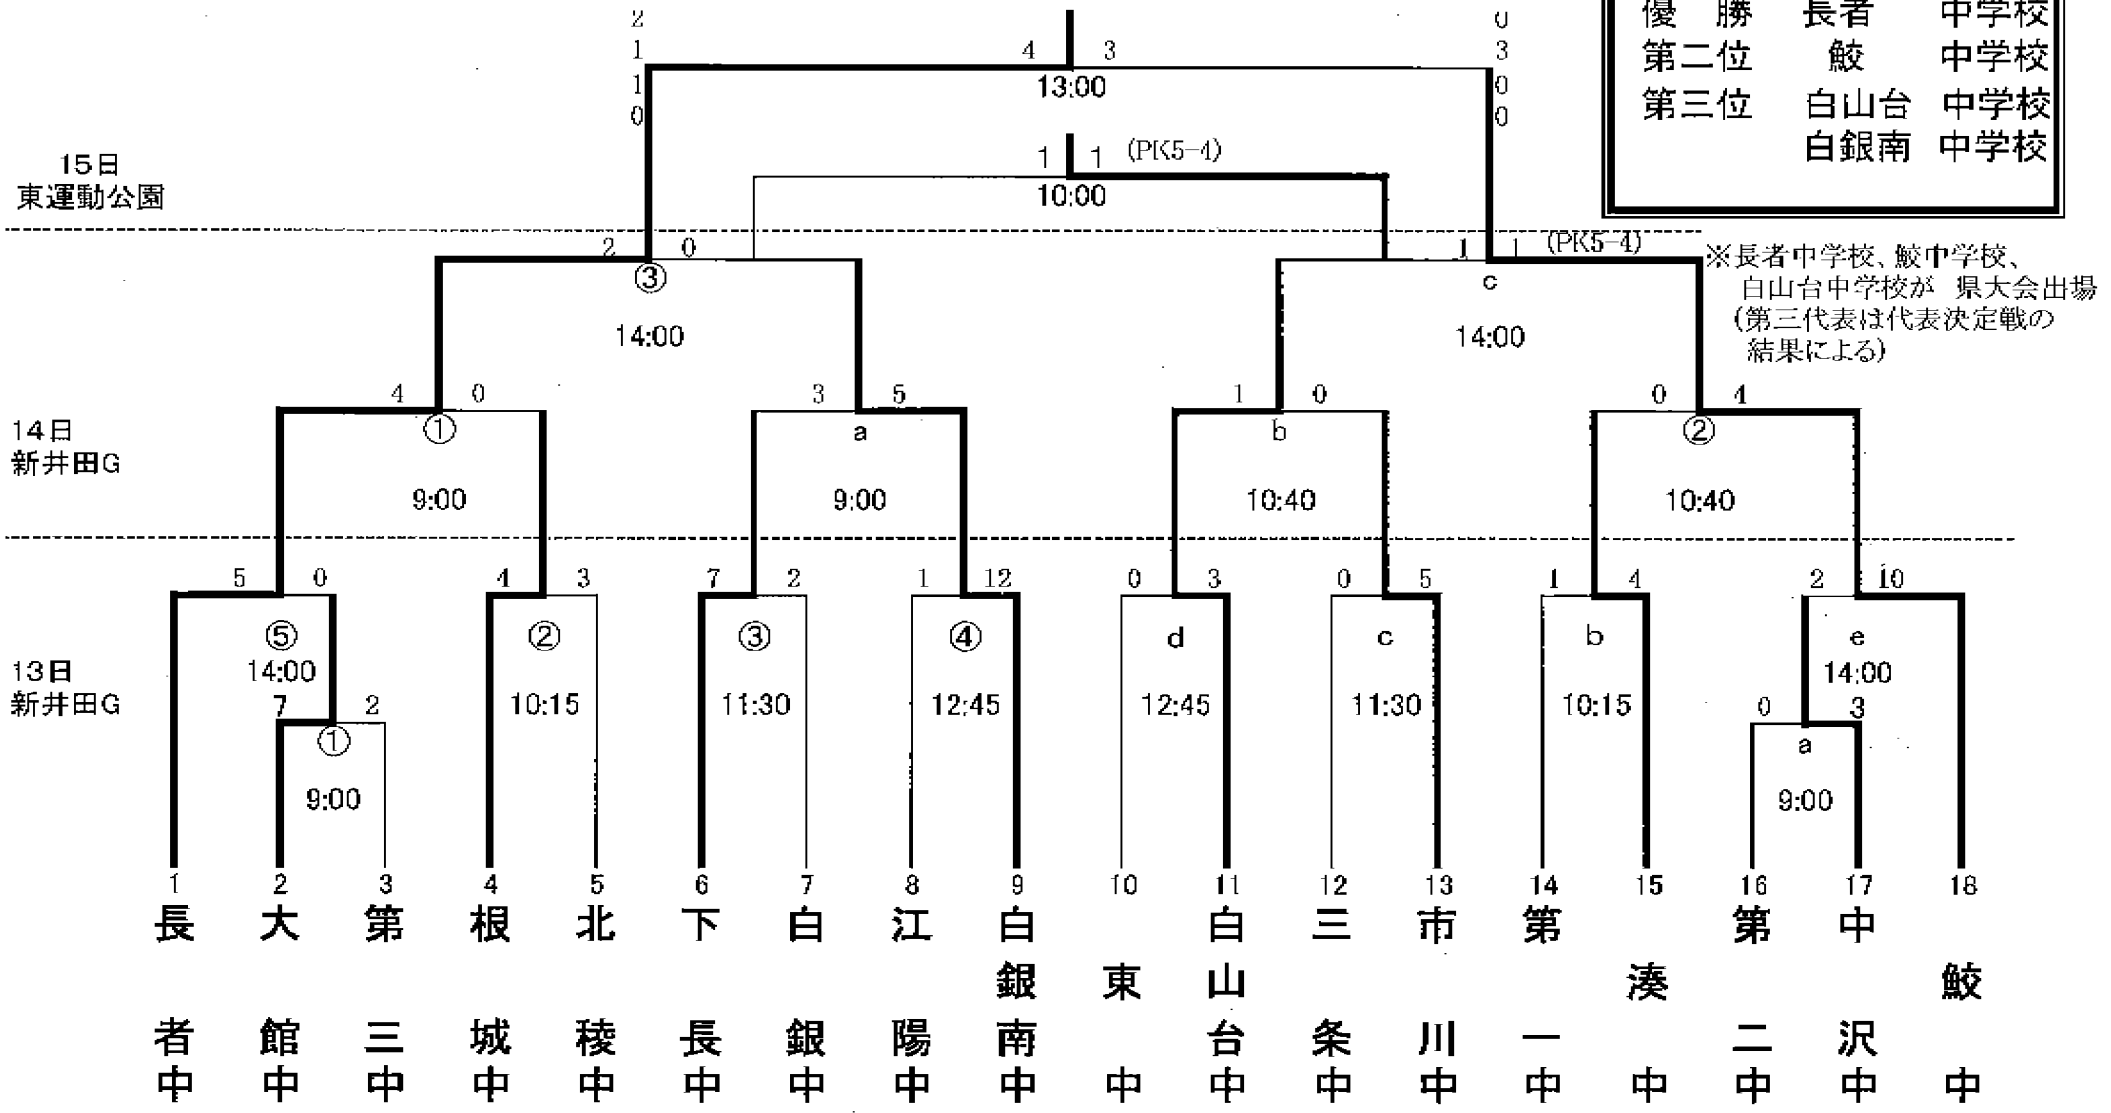 優 勝 長者 中学校
第二位 鮫 中学校
第三位 白山台 中学校
白銀南 中学校
2 0
1 4 3 3
1 13:00 0
0 0
15日
東運動公園
1 1 (PK5-4)
10:00
2 0
③
14:00
1 1 (PK5-4)
c
14:00
※長者中学校、鮫中学校、
白山台中学校が 県大会出場
(第三代表は代表決定戦の
結果による)
14日
新井田G
4 0 3 5 1 0 0 4
① a b ②
9:00 9:00 10:40 10:40
13日
新井田G
5 0 4 3 7 2 1 12 0 3 0 5 1 4 2 10
⑤ ② ③ ④ d c b e
14:00 14:00
10:15 11:30 12:45 12:45 11:30 10:15
7 2 0 3
① a
9:00 9:00
1 2 3 4 5 6 7 8 9 10 11 12 13 14 15 16 17 18
長者中
大館中
第三中
根城中
北稜中
下長中
白銀中
江陽中
白銀南中
東中
白山台中
三条中
市川中
第一中
湊中
第二中
中沢中
鮫中